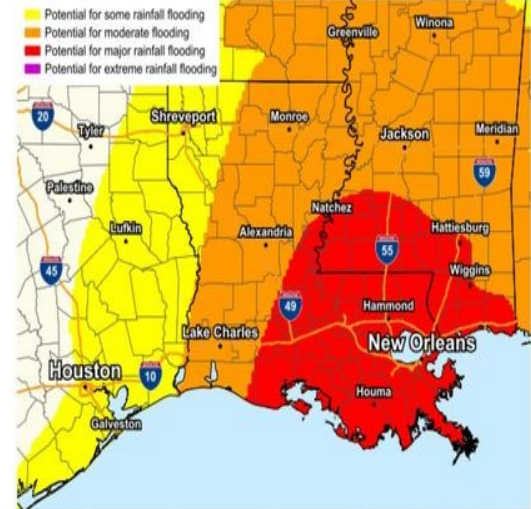 Potential for some rainfall flooding
Potential for moderate flooding
Potential for major rainfall flooding
Potential for extreme rainfall flooding
Greenville
Winona
20
Tyler
Shreveport
Monroe
Jackson
Meridian
59
Palestine
Natchez
Lufkin
Alexandria
55
Hattiesburg
45
Wiggins
49
Hammond
Lake Charles
New Orleans
Houston
10
Houma
Galveston